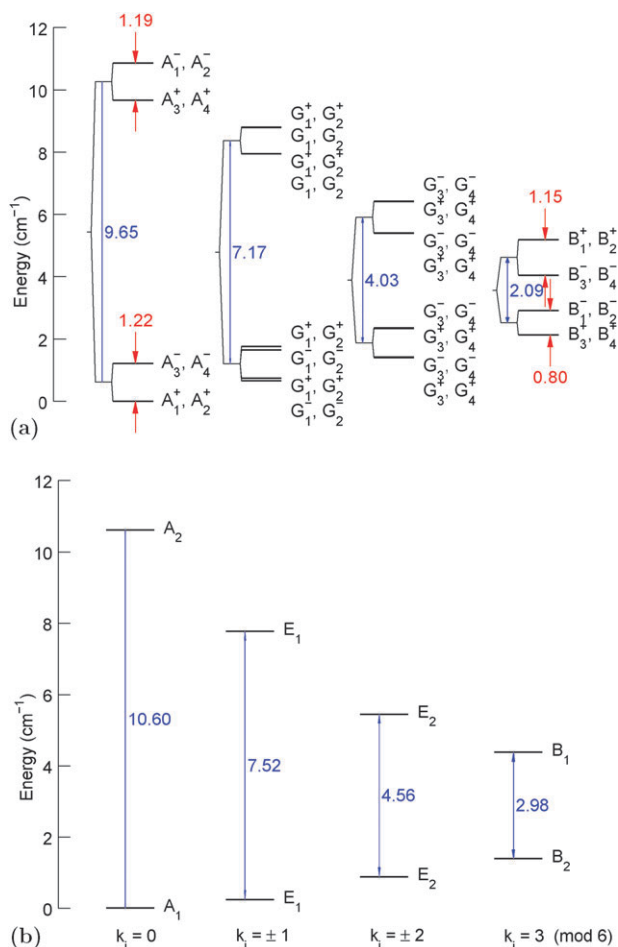 1.19
12
A₁⁻, A₂⁻
10
A₃⁺, A₄⁺
G₁⁺, G₂⁺
G₁⁻, G₂⁻
8
G₁⁺, G₂⁺
G₁⁻, G₂⁻
G₃⁻, G₄⁻
G₃⁺, G₄⁺
G₃⁻, G₄⁻
G₃⁺, G₄⁺
1.15
6
Energy (cm⁻¹)
9.65
7.17
4.03
2.09
B₁⁺, B₂⁺
B₃⁻, B₄⁻
4
B₁⁻, B₂⁻
B₃⁺, B₄⁺
1.22
G₁⁺, G₂⁺
G₁⁻, G₂⁻
G₁⁺, G₂⁺
G₁⁻, G₂⁻
G₃⁻, G₄⁻
G₃⁺, G₄⁺
G₃⁻, G₄⁻
G₃⁺, G₄⁺
2
A₃⁻, A₄⁻
0.80
0
A₁⁺, A₂⁺
(a)
12
A₂
10
8
E₁
6
Energy (cm⁻¹)
10.60
7.52
E₂
4.56
B₁
4
2.98
2
B₂
E₂
E₁
0
A₁
(b) kᵢ = 0 kᵢ = ± 1 kᵢ = ± 2 kᵢ = 3 (mod 6)